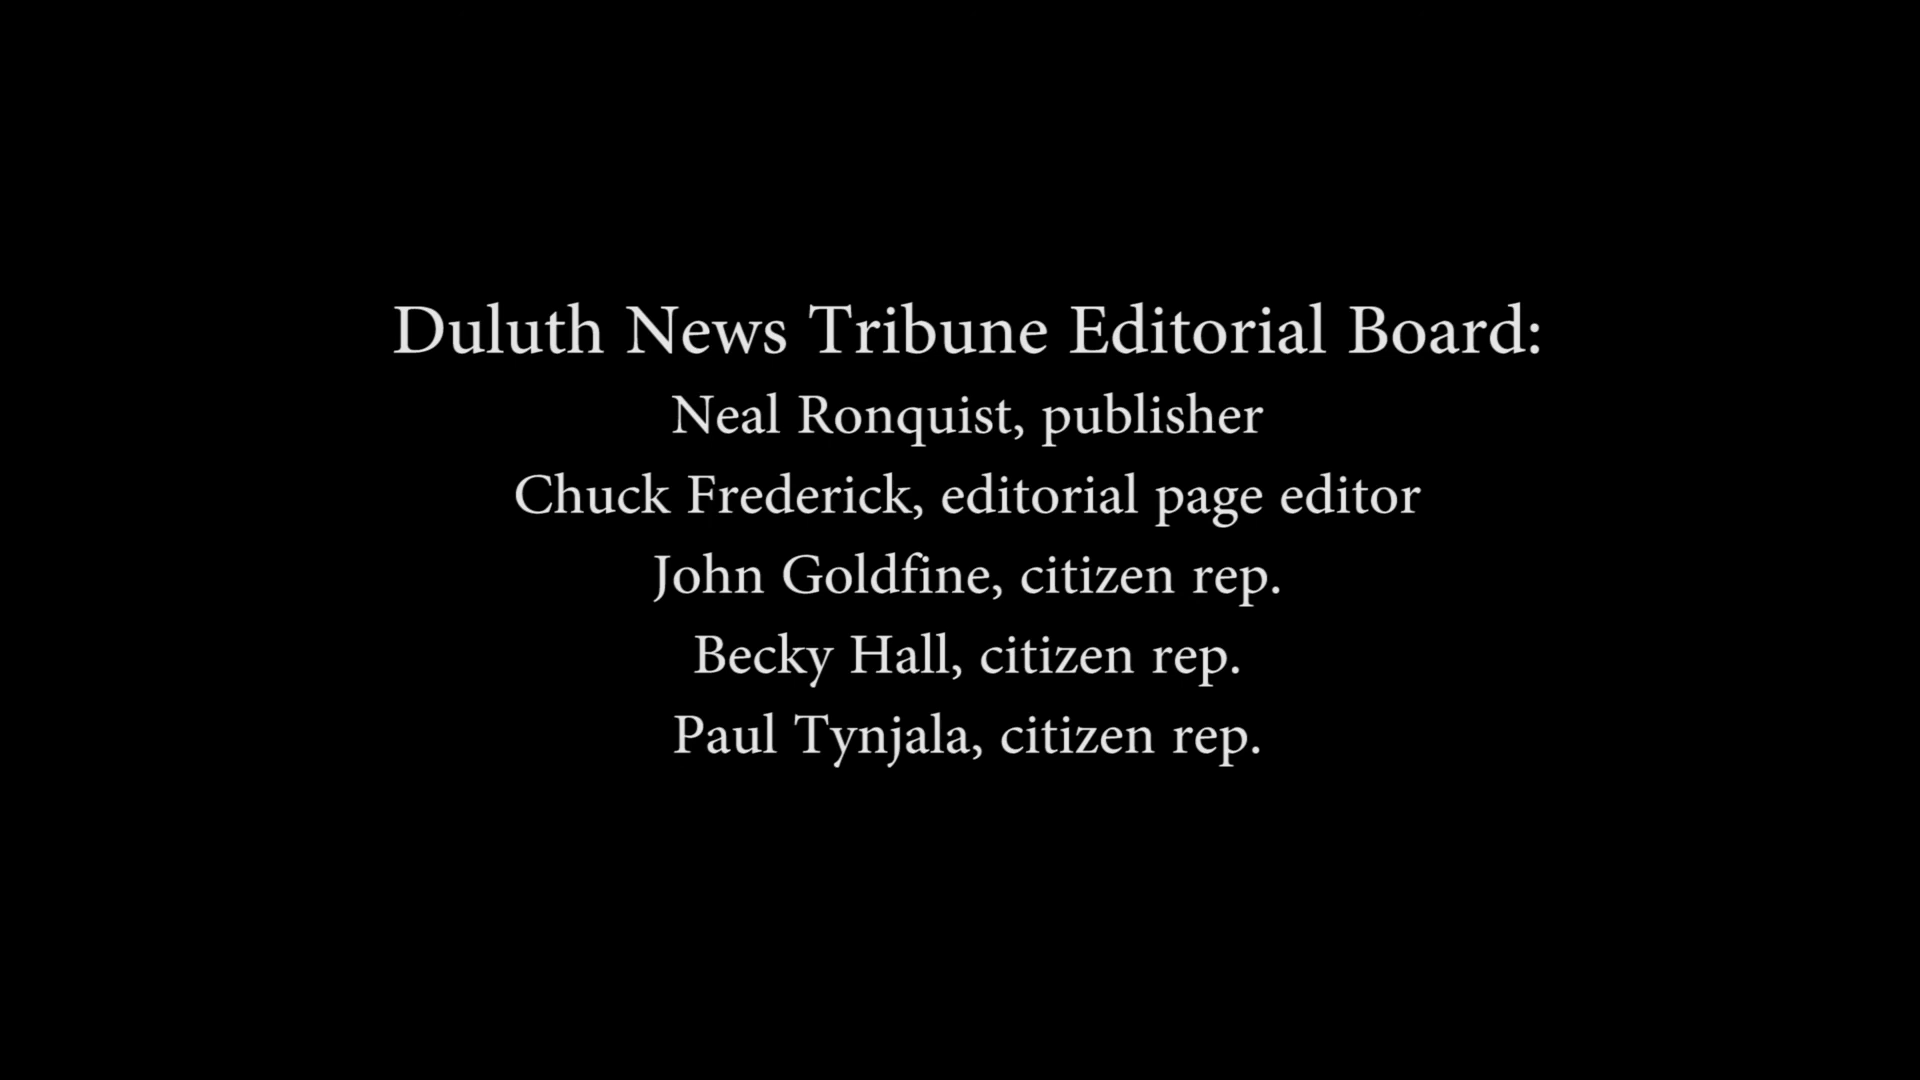 Duluth News Tribune Editorial Board:
Neal Ronquist, publisher
Chuck Frederick, editorial page editor
John Goldfine, citizen rep.
Becky Hall, citizen rep.
Paul Tynjala, citizen rep.